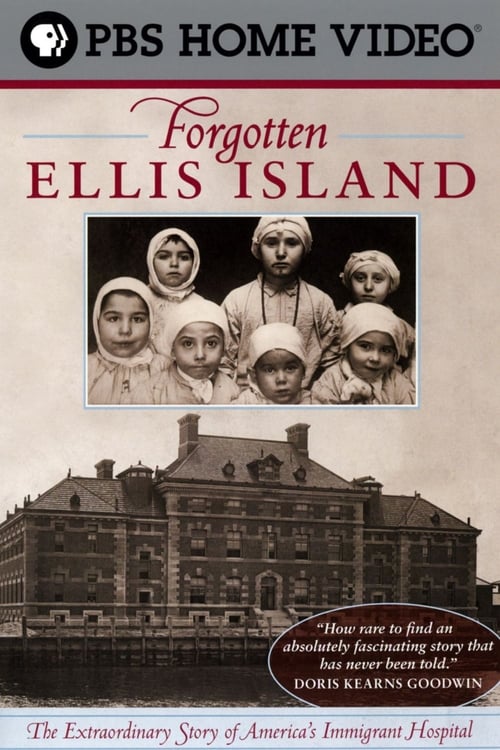 PBS HOME VIDEO®
Forgotten
ELLIS ISLAND
"How rare to find an
absolutely fascinating story that
has never been told."
DORIS KEARNS GOODWIN
The Extraordinary Story of America's Immigrant Hospital